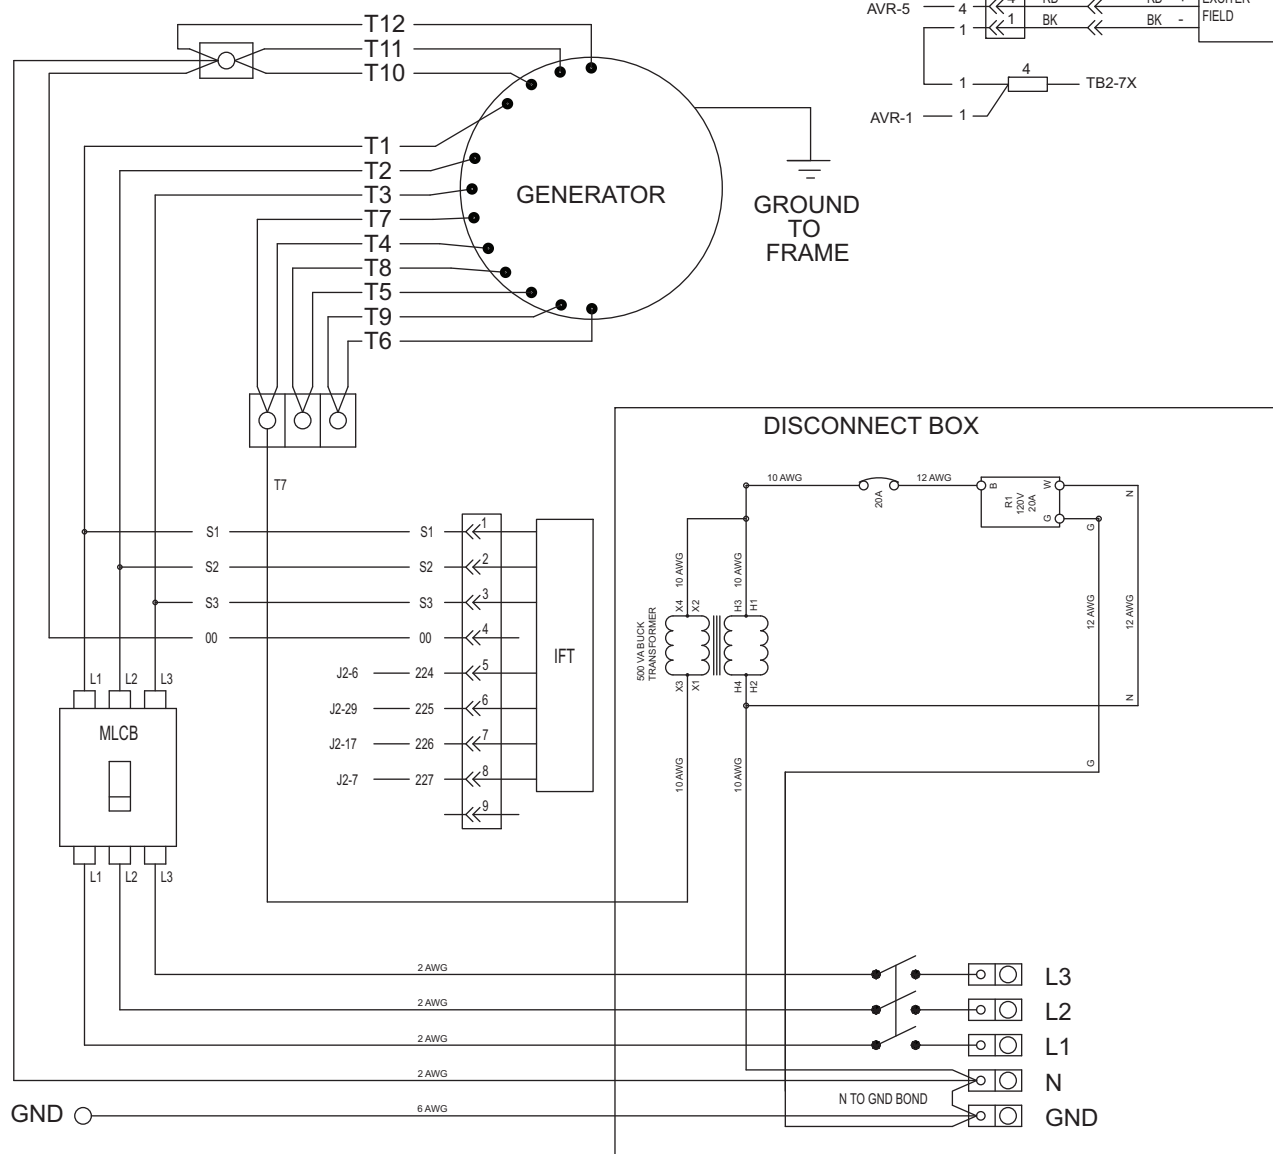 T12
T11
T10
T1
T2
T3
T7
T4
T8
T5
T9
T6
GENERATOR
GROUND
TO
FRAME
AVR-5 4 4 RD RD +
1 1 BK BK -
FIELD
1 4 TB2-7X
AVR-1 1
T7
DISCONNECT BOX
10 AWG 20A 12 AWG
B W G
R1
120V
20A
N
G
12 AWG 12 AWG
N
G
10 AWG 10 AWG
X4 X2 H3 H1
500 VA BUCK
TRANSFORMER
X3 X1 H4 H2
10 AWG 10 AWG
S1 S1 1
S2 S2 2
S3 S3 3
00 00 4
J2-6 224 5
J2-29 225 6
J2-17 226 7
J2-7 227 8
9
IFT
L1 L2 L3
MLCB
L1 L2 L3
2 AWG L3
2 AWG L2
2 AWG L1
2 AWG N
N TO GND BOND
GND 6 AWG GND